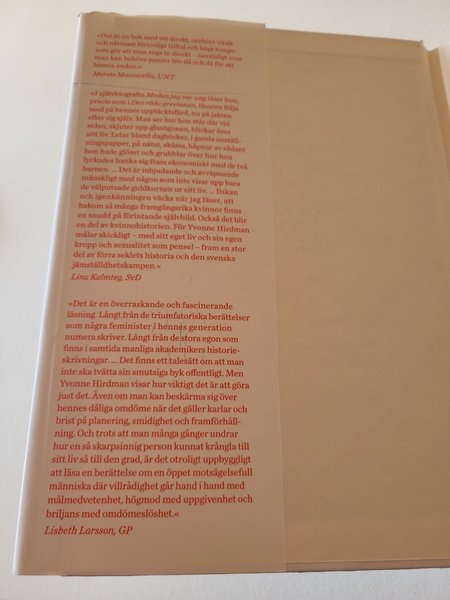 »Det är en bok med ett direkt, oerhört vitalt
och närmast förtroligt tilltal och högt tempo
som gör att man sugs in direkt – samtidigt som
man kan behöva pauser lite då och då för att
hämta andan.«
Merete Mazzarella, UNT
»I självbiografin Medan jag var ung låter hon,
precis som i Den röda grevinnan, läsaren följa
med på hennes upptäcktsfärd, nu på jakten
efter sig själv. Man ser hur hon står där vid
sidan, skjuter upp glasögonen, blickar över
sitt liv. Letar bland dagböcker, i gamla anställ-
ningspapper, på nätet, skäms, häpnar av sådant
hon hade glömt och grubblar över hur hon
lyckades hanka sig fram ekonomiskt med de två
barnen. ... Det är inbjudande och avväpnande
mänskligt med någon som inte visar upp bara
de välputsade guldkornen ur sitt liv. ... Ilskan
och igenkänningen väcks när jag läser, att
bakom så många framgångsrika kvinnor finns
en snudd på förintande självbild. Också det blir
en del av kvinnohistorien. För Yvonne Hirdman
målar skickligt – med sitt eget liv och sin egen
kropp och sexualitet som pensel – fram en stor
del av förra seklets historia och den svenska
jämställdhetskampen.«
Lina Kalmteg, SvD
»Det är en överraskande och fascinerande
läsning. Långt från de triumfatoriska berättelser
som några feminister i hennes generation
numera skriver. Långt från de stora egon som
finns i samtida manliga akademikers historie-
skrivningar. ... Det finns ett talesätt om att man
inte ska tvätta sin smutsiga byk offentligt. Men
Yvonne Hirdman visar hur viktigt det är att göra
just det. Även om man kan beskärma sig över
hennes dåliga omdöme när det gäller karlar och
brist på planering, smidighet och framförhåll-
ning. Och trots att man många gånger undrar
hur en så skarpsinnig person kunnat krångla till
sitt liv så till den grad, är det otroligt uppbyggligt
att läsa en berättelse om en öppet motsägelsefull
människa där villrådighet går hand i hand med
målmedvetenhet, högmod med uppgivenhet och
briljans med omdömeslöshet.«
Lisbeth Larsson, GP